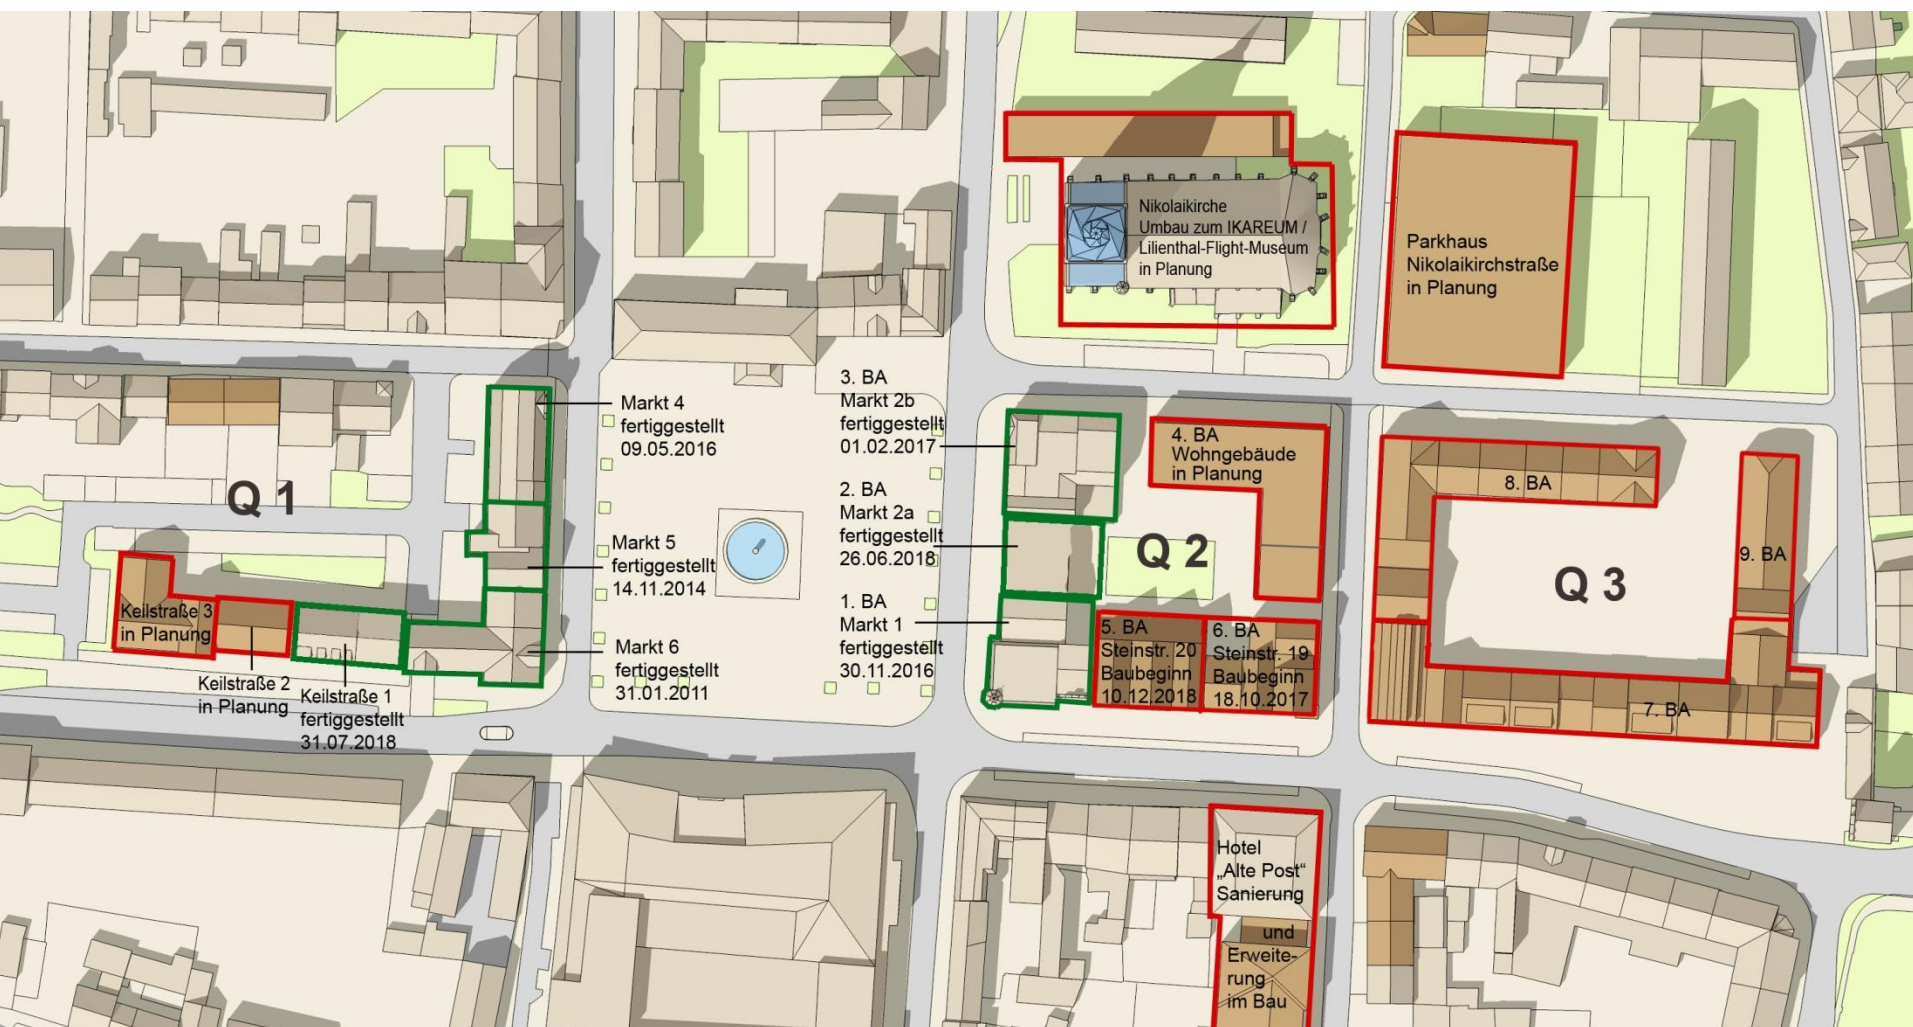 Nikolaikirche
Umbau zum IKAREUM /
Lilienthal-Flight-Museum
in Planung
Parkhaus
Nikolaikirchstraße
in Planung
Q 1
Markt 4
fertiggestellt
09.05.2016
Markt 5
fertiggestellt
14.11.2014
Markt 6
fertiggestellt
31.01.2011
Keilstraße 3
in Planung
Keilstraße 2
in Planung
Keilstraße 1
fertiggestellt
31.07.2018
3. BA
Markt 2b
fertiggestellt
01.02.2017
2. BA
Markt 2a
fertiggestellt
26.06.2018
1. BA
Markt 1
fertiggestellt
30.11.2016
4. BA
Wohngebäude
in Planung
Q 2
5. BA
Steinstr. 20
Baubeginn
10.12.2018
6. BA
Steinstr. 19
Baubeginn
18.10.2017
8. BA
9. BA
Q 3
7. BA
Hotel
„Alte Post“
Sanierung
und
Erweite-
rung
im Bau